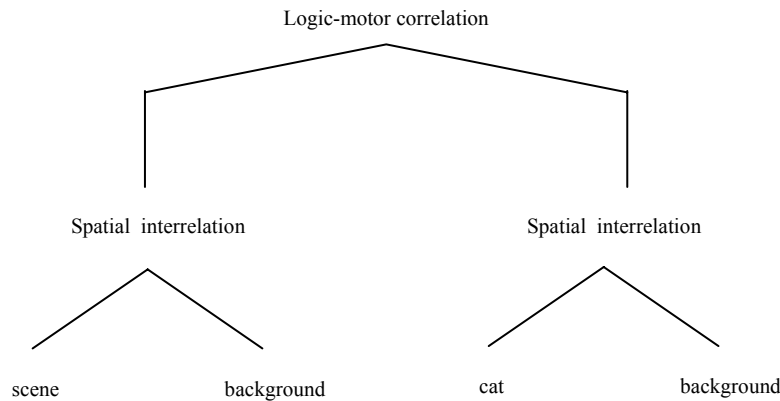 Logic-motor correlation
Spatial interrelation
Spatial interrelation
scene
background
cat
background